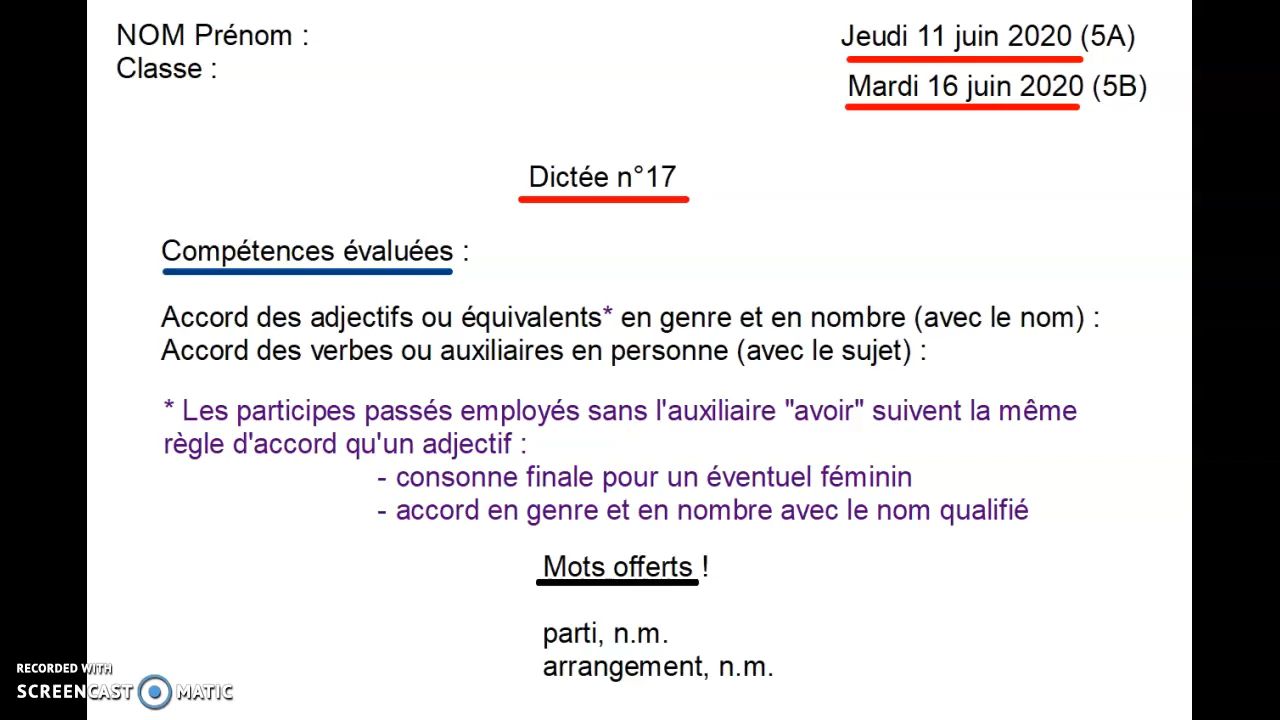 NOM Prénom :
Jeudi 11 juin 2020 (5A)
Classe :
Mardi 16 juin 2020 (5B)
Dictée n°17
Compétences évaluées :
Accord des adjectifs ou équivalents* en genre et en nombre (avec le nom) :
Accord des verbes ou auxiliaires en personne (avec le sujet) :
* Les participes passés employés sans l'auxiliaire "avoir" suivent la même
règle d'accord qu'un adjectif :
- consonne finale pour un éventuel féminin
- accord en genre et en nombre avec le nom qualifié
Mots offerts !
parti, n.m.
arrangement, n.m.
RECORDED WITH
SCREENCAST MATIC